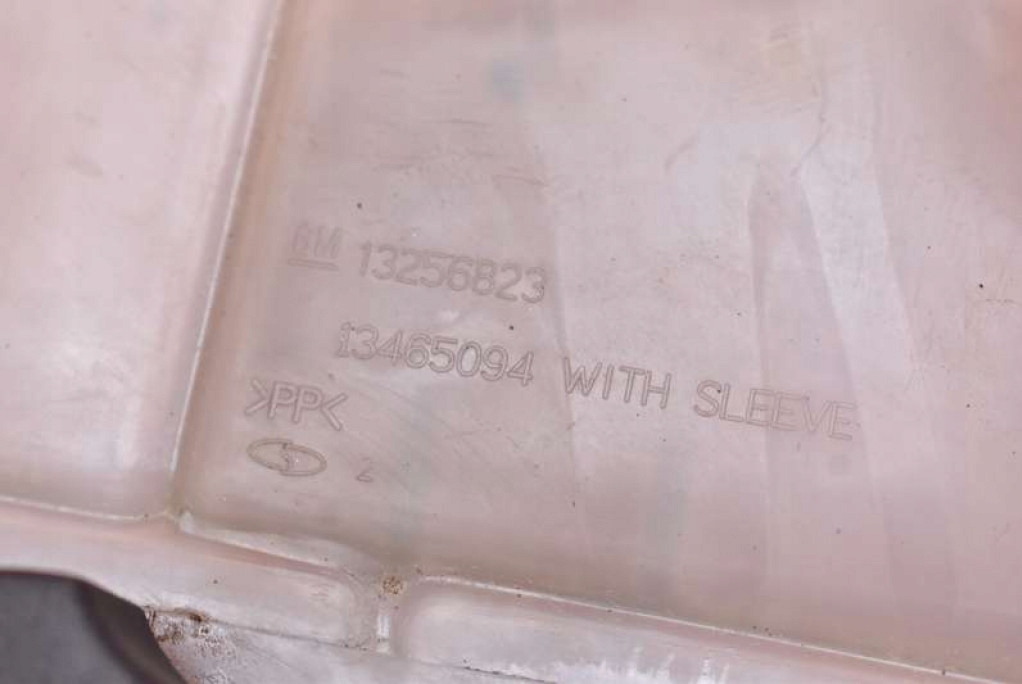 GM 13256823
13465094 WITH SLEEVE
>PP<
2